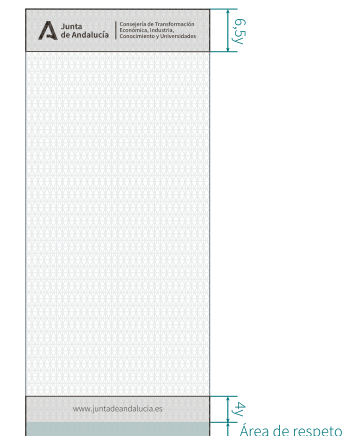 Junta
de Andalucía
Consejería de Transformación
Económica, Industria,
Conocimiento y Universidades
6,5y
www.juntadeandalucia.es
4y
Área de respeto